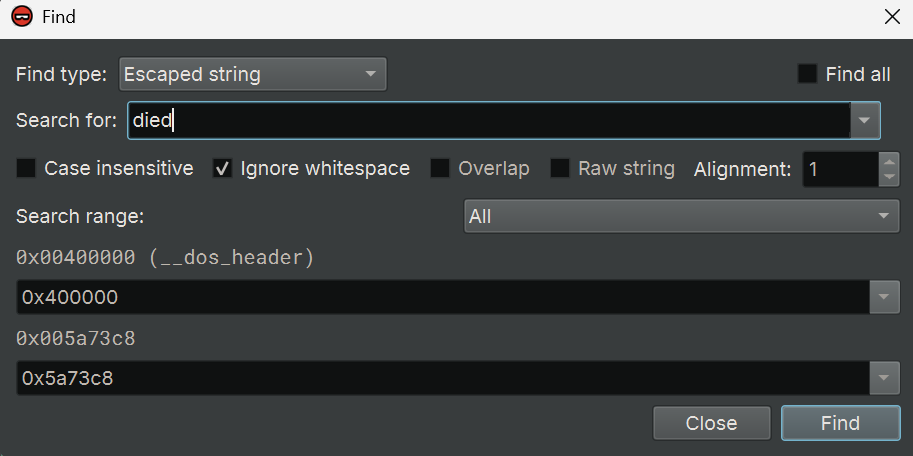 Find
Find type: Escaped string Find all
Search for: died
Case insensitive Ignore whitespace Overlap Raw string Alignment: 1
Search range: All
0x00400000 (__dos_header)
0x400000
0x005a73c8
0x5a73c8
Close Find